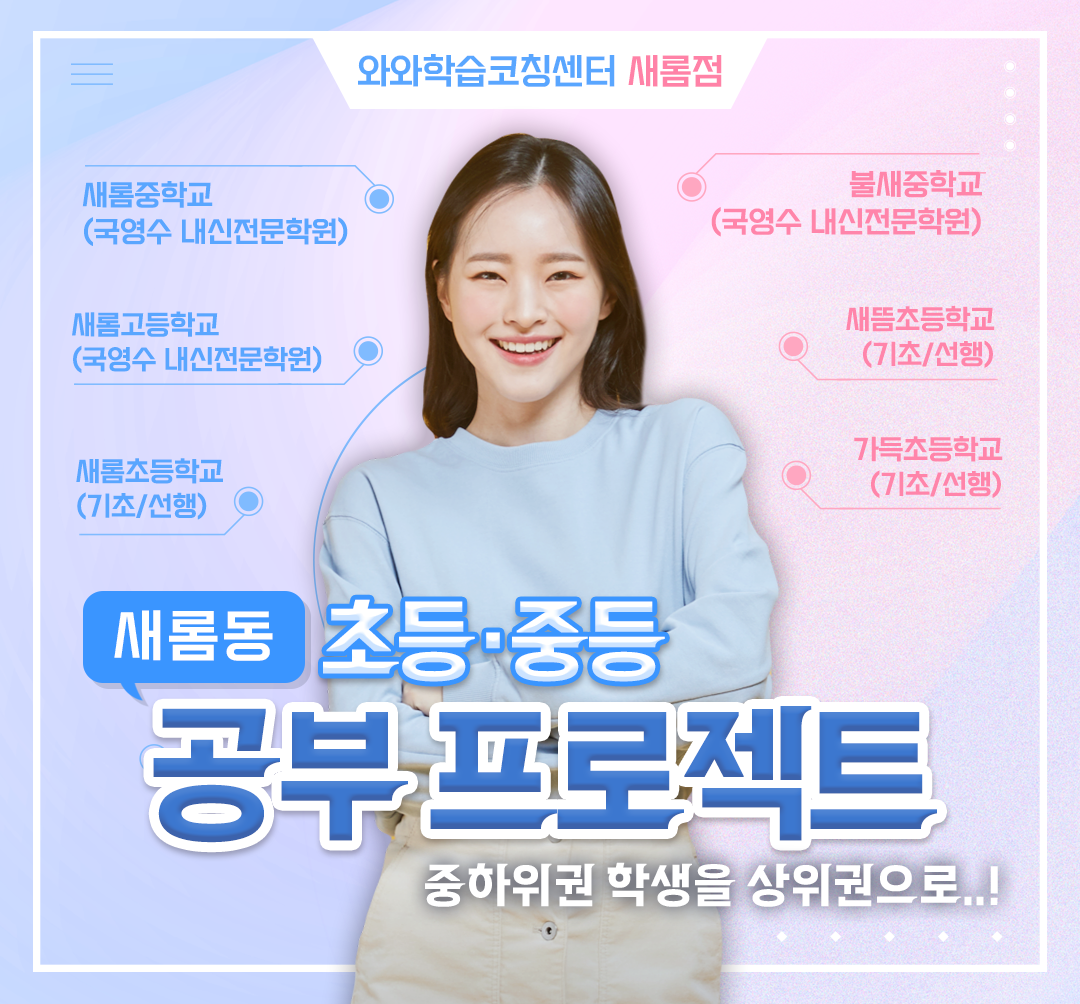 와와학습코칭센터 새롬점
새롬중학교
(국영수 내신전문학원)
새롬고등학교
(국영수 내신전문학원)
새롬초등학교
(기초/선행)
불새중학교
(국영수 내신전문학원)
새뜸초등학교
(기초/선행)
가득초등학교
(기초/선행)
새롬동 초등·중등
공부 프로젝트
중하위권 학생을 상위권으로..!